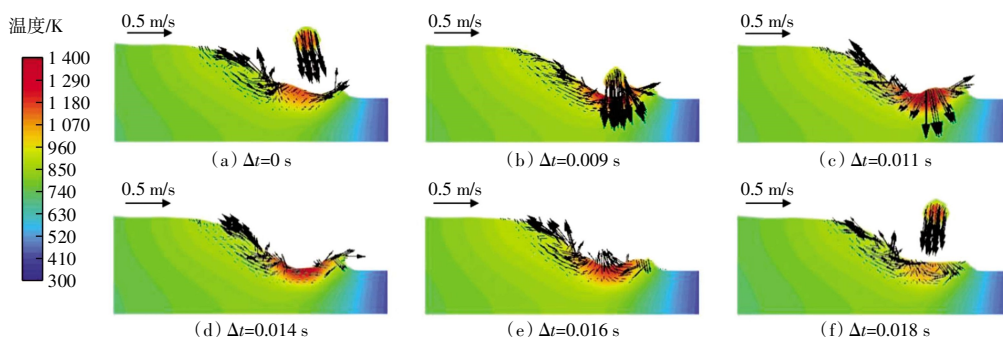 温度/K
1 400
1 290
1 180
1 070
960
850
740
630
520
410
300
0.5 m/s
0.5 m/s
0.5 m/s
(a) Δt=0 s
(b) Δt=0.009 s
(c) Δt=0.011 s
0.5 m/s
0.5 m/s
0.5 m/s
(d) Δt=0.014 s
(e) Δt=0.016 s
(f) Δt=0.018 s